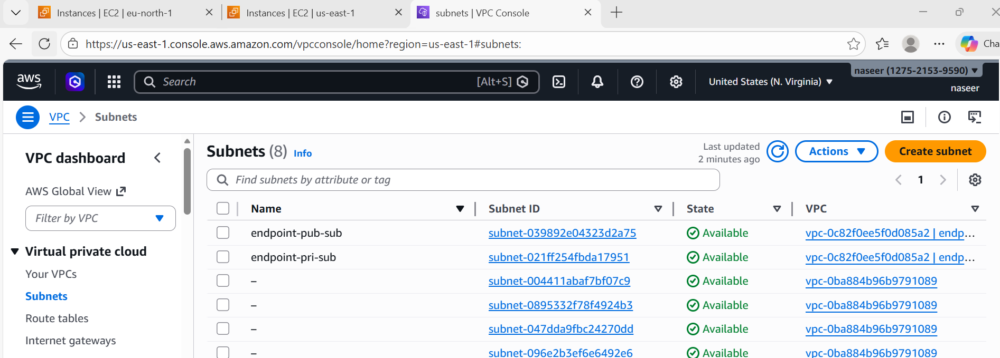 Instances | EC2 | eu-north-1
Instances | EC2 | us-east-1
subnets | VPC Console
https://us-east-1.console.aws.amazon.com/vpcconsole/home?region=us-east-1#subnets:
Cha
aws
Search
[Alt+S]
United States (N. Virginia)
naseer (1275-2153-9590)
naseer
VPC
Subnets
VPC dashboard
AWS Global View
Filter by VPC
Virtual private cloud
Your VPCs
Subnets
Route tables
Internet gateways
Subnets (8) Info
Last updated
2 minutes ago
Actions
Create subnet
Find subnets by attribute or tag
1
Name Subnet ID State VPC
endpoint-pub-sub subnet-039892e04323d2a75 Available vpc-0c82f0ee5f0d085a2 | endp...
endpoint-pri-sub subnet-021ff254fbda17951 Available vpc-0c82f0ee5f0d085a2 | endp...
– subnet-004411abaf7bf07c9 Available vpc-0ba884b96b9791089
– subnet-0895332f78f4924b3 Available vpc-0ba884b96b9791089
– subnet-047dda9fbc24270dd Available vpc-0ba884b96b9791089
– subnet-096e2b3ef6e6492e6 Available vpc-0ba884b96b9791089